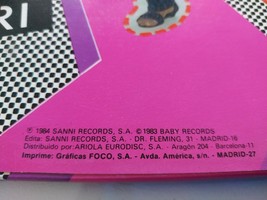 RI
℗ 1984 SANNI RECORDS, S.A. © 1983 BABY RECORDS
Edita: SANNI RECORDS, S.A. - DR. FLEMING, 31 - MADRID-16
Distribuido por: ARIOLA EURODISC, S.A. - Aragón 204 - Barcelona-11
Imprime: Gráficas FOCO, S.A. - Avda. América, s/n. - MADRID-27